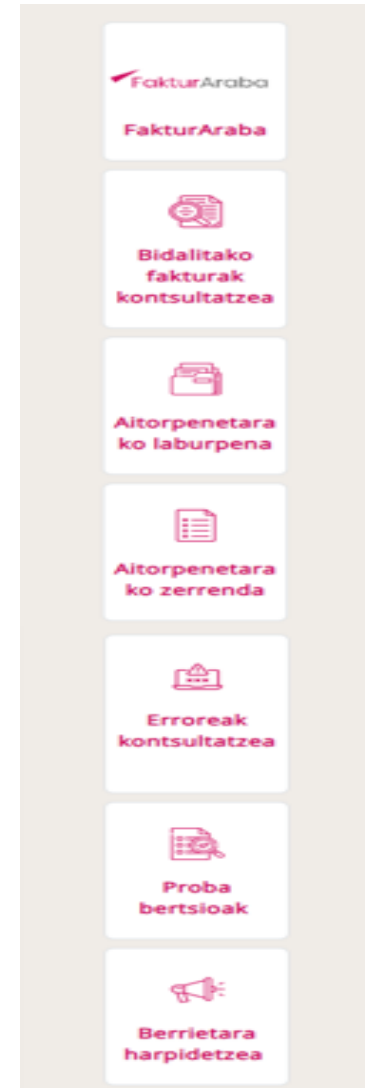 FakturAraba
FakturAraba
Bidalitako
fakturak
kontsultatzea
Aitorpenetara
ko laburpena
Aitorpenetara
ko zerrenda
Erroreak
kontsultatzea
Proba
bertsioak
Berrietara
harpidetzea